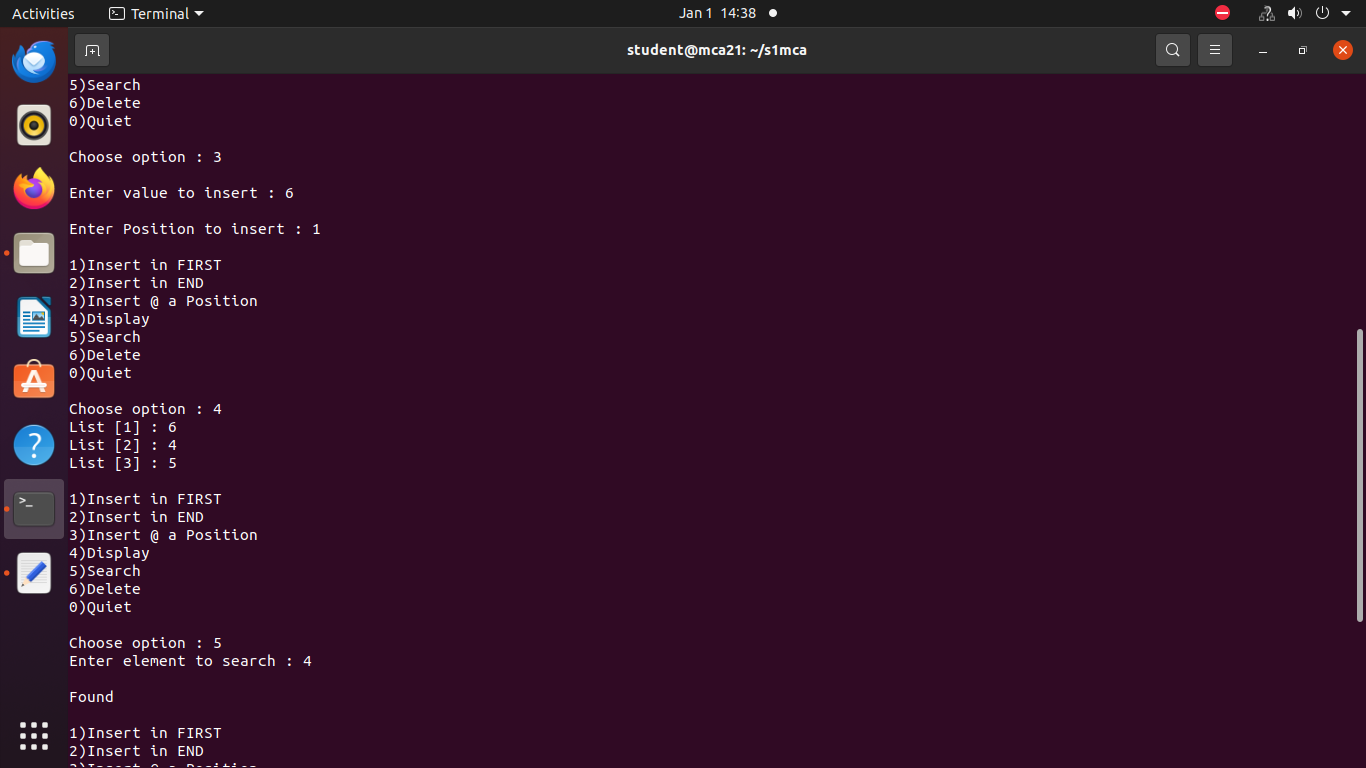 Activities
Terminal
Jan 1 14:38
student@mca21: ~/s1mca
5)Search
6)Delete
0)Quiet
Choose option : 3
Enter value to insert : 6
Enter Position to insert : 1
1)Insert in FIRST
2)Insert in END
3)Insert @ a Position
4)Display
5)Search
6)Delete
0)Quiet
Choose option : 4
List [1] : 6
List [2] : 4
List [3] : 5
1)Insert in FIRST
2)Insert in END
3)Insert @ a Position
4)Display
5)Search
6)Delete
0)Quiet
Choose option : 5
Enter element to search : 4
Found
1)Insert in FIRST
2)Insert in END
3)Insert @ a Position